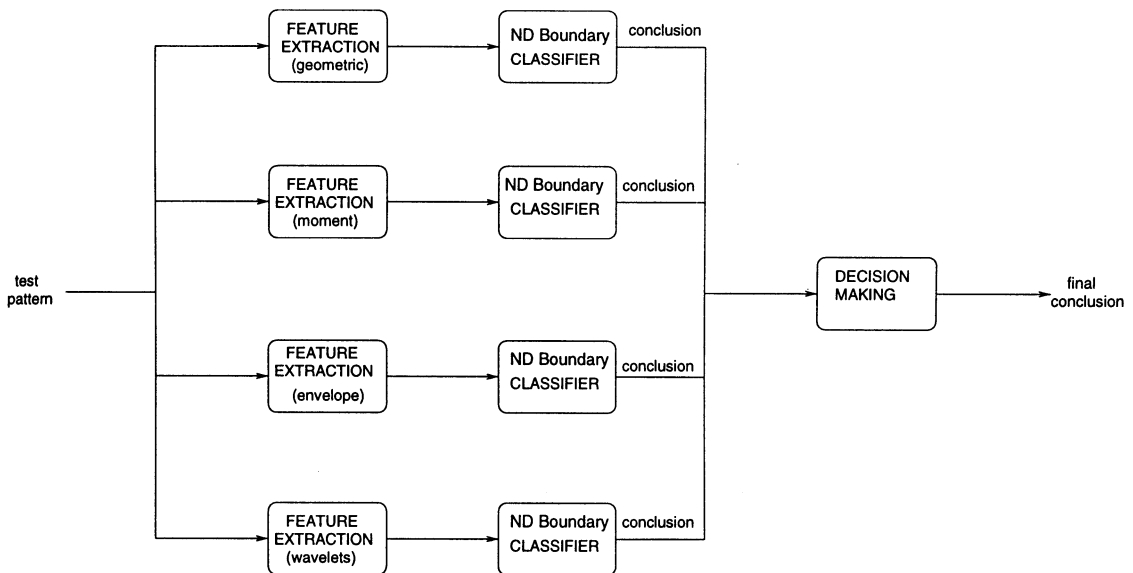 FEATURE
EXTRACTION
(geometric)
ND Boundary
CLASSIFIER
conclusion
FEATURE
EXTRACTION
(moment)
ND Boundary
CLASSIFIER
conclusion
test
pattern
DECISION
MAKING
final
conclusion
FEATURE
EXTRACTION
(envelope)
ND Boundary
CLASSIFIER
conclusion
FEATURE
EXTRACTION
(wavelets)
ND Boundary
CLASSIFIER
conclusion